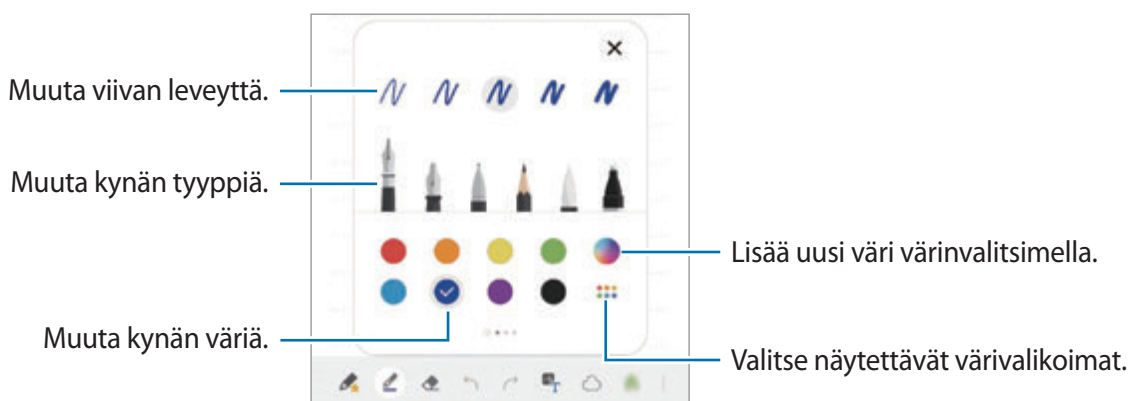 Muuta viivan leveyttä.
Muuta kynän tyyppiä.
Lisää uusi väri värinvalitsimella.
Muuta kynän väriä.
Valitse näytettävät värivalikoimat.